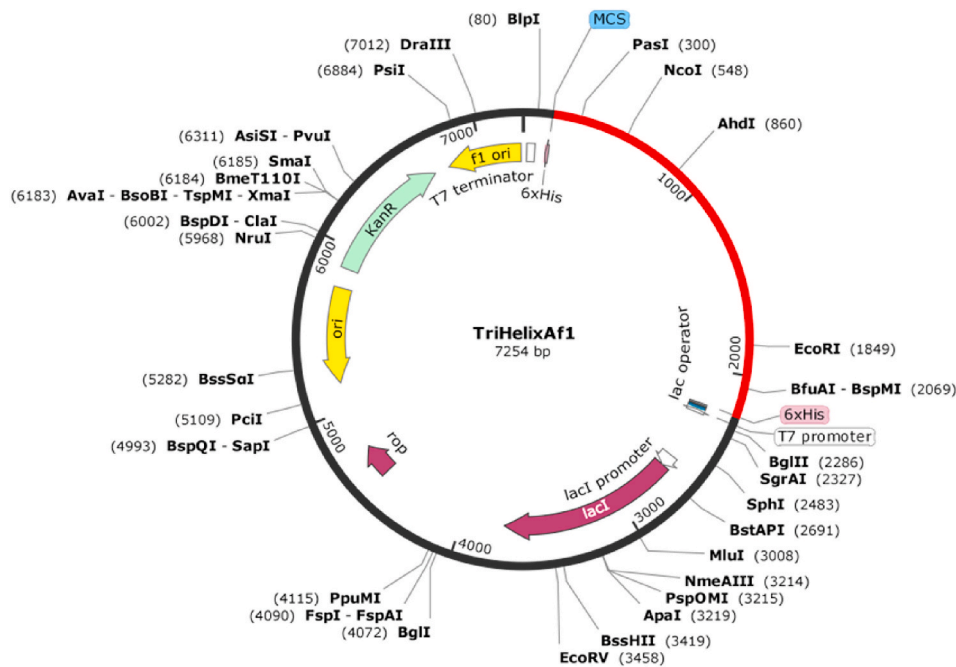 (80) BlpI
MCS
PasI (300)
NcoI (548)
AhdI (860)
1000
EcoRI (1849)
2000
BfuAI - BspMI (2069)
6xHis
T7 promoter
BglII (2286)
SgrAI (2327)
SphI (2483)
BstAPI (2691)
MluI (3008)
3000
NmeAIII (3214)
PspOMI (3215)
ApaI (3219)
BssHII (3419)
EcoRV (3458)
4000
(4072) BglI
(4090) FspI - FspAI
(4115) PpuMI
(4993) BspQI - SapI
5000
(5109) PciI
(5282) BssSαI
(5968) NruI
(6002) BspDI - ClaI
6000
(6183) AvaI - BsoBI - TspMI - XmaI
(6184) BmeT110I
(6185) SmaI
(6311) AsiSI - PvuI
(6884) PsiI
(7012) DraIII
7000
f1 ori
T7 terminator
6xHis
KanR
ori
TriHelixAf1
7254 bp
lac operator
lacI promoter
lacI
rop